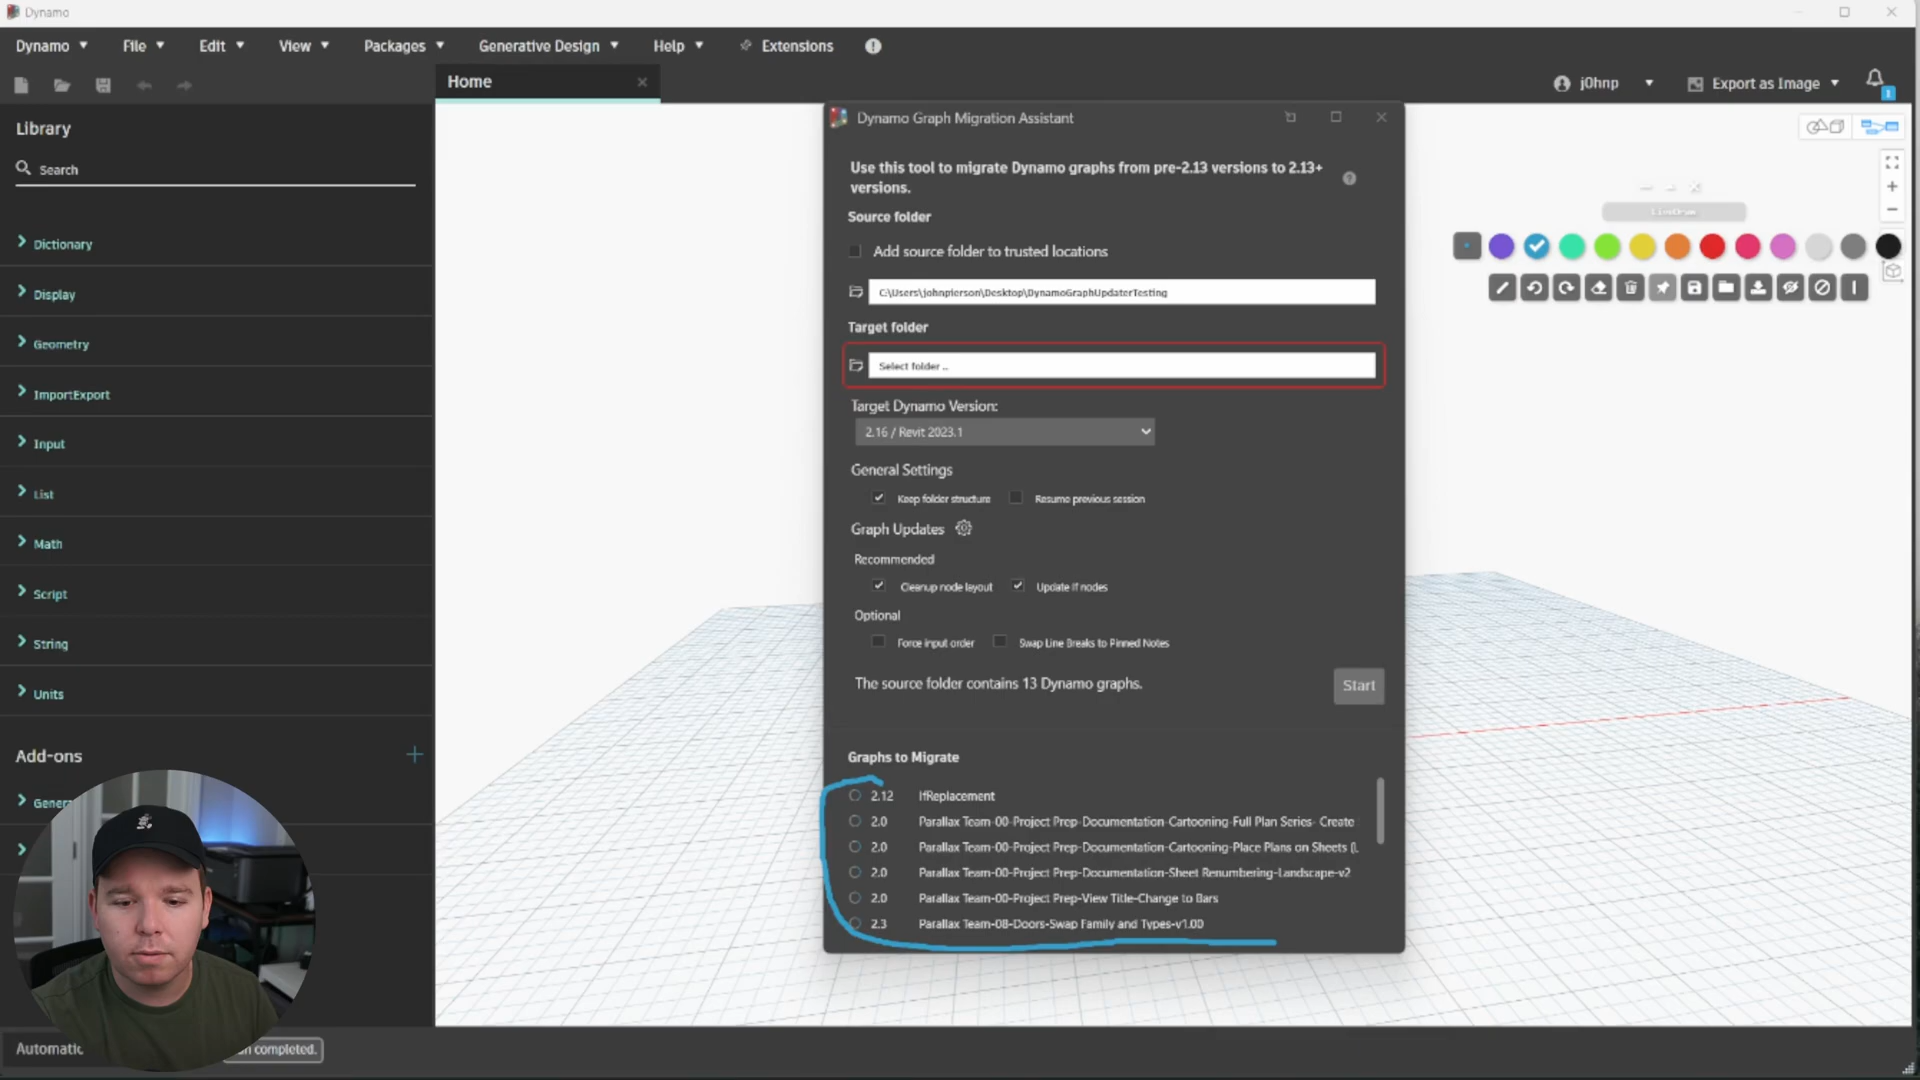 Dynamo
Dynamo File Edit View Packages Generative Design Help Extensions
Home
j0hnp Export as Image
1
Library
Search
Dictionary
Display
Geometry
ImportExport
Input
List
Math
Script
String
Units
Add-ons
Automatic
completed.
Dynamo Graph Migration Assistant
Use this tool to migrate Dynamo graphs from pre-2.13 versions to 2.13+
versions.
Source folder
Add source folder to trusted locations
C:\Users\johnpierson\Desktop\DynamoGraphUpdaterTesting
Target folder
Select folder ...
Target Dynamo Version:
2.16 / Revit 2023.1
General Settings
Keep folder structure Resume previous session
Graph Updates
Recommended
Cleanup node layout Update If nodes
Optional
Force input order Swap Line Breaks to Pinned Notes
The source folder contains 13 Dynamo graphs.
Start
Graphs to Migrate
2.12 IfReplacement
2.0 Parallax Team-00-Project Prep-Documentation-Cartooning-Full Plan Series- Create
2.0 Parallax Team-00-Project Prep-Documentation-Cartooning-Place Plans on Sheets (L
2.0 Parallax Team-00-Project Prep-Documentation-Sheet Renumbering-Landscape-v2
2.0 Parallax Team-00-Project Prep-View Title-Change to Bars
2.3 Parallax Team-08-Doors-Swap Family and Types-v1.00